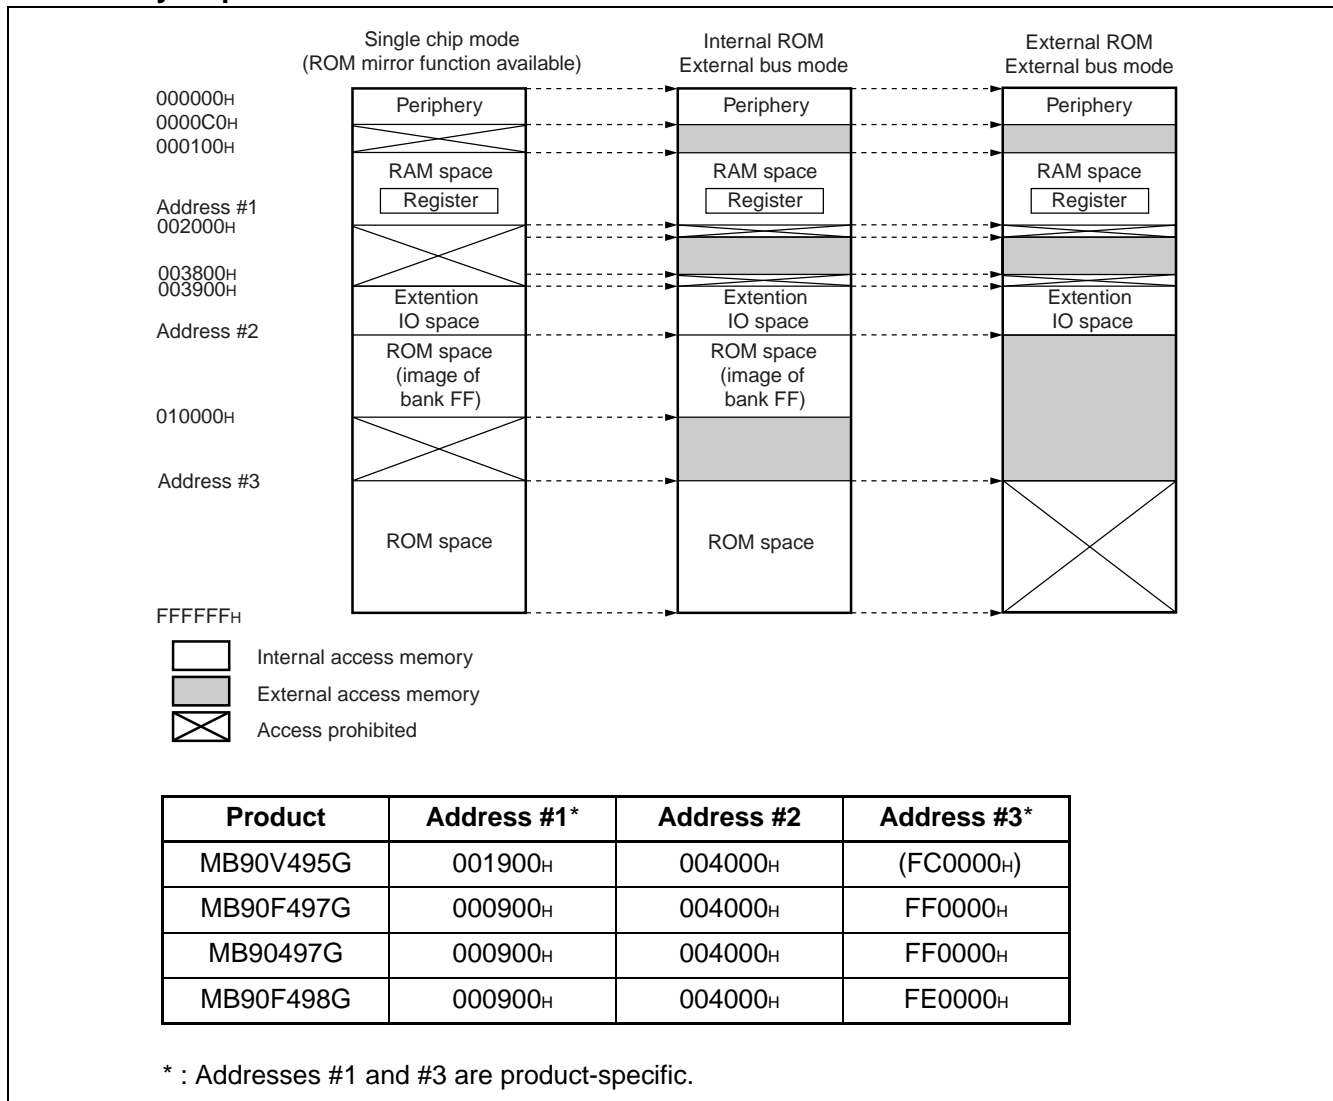 Single chip mode
(ROM mirror function available)
Internal ROM
External bus mode
External ROM
External bus mode
000000H
0000C0H
000100H
Address #1
002000H
003800H
003900H
Address #2
010000H
Address #3
FFFFFFH
Periphery
RAM space
Register
Extention
IO space
ROM space
(image of
bank FF)
ROM space
Periphery
RAM space
Register
Extention
IO space
ROM space
(image of
bank FF)
ROM space
Periphery
RAM space
Register
Extention
IO space
Internal access memory
External access memory
Access prohibited
Product Address #1* Address #2 Address #3*
MB90V495G 001900H 004000H (FC0000H)
MB90F497G 000900H 004000H FF0000H
MB90497G 000900H 004000H FF0000H
MB90F498G 000900H 004000H FE0000H
* : Addresses #1 and #3 are product-specific.